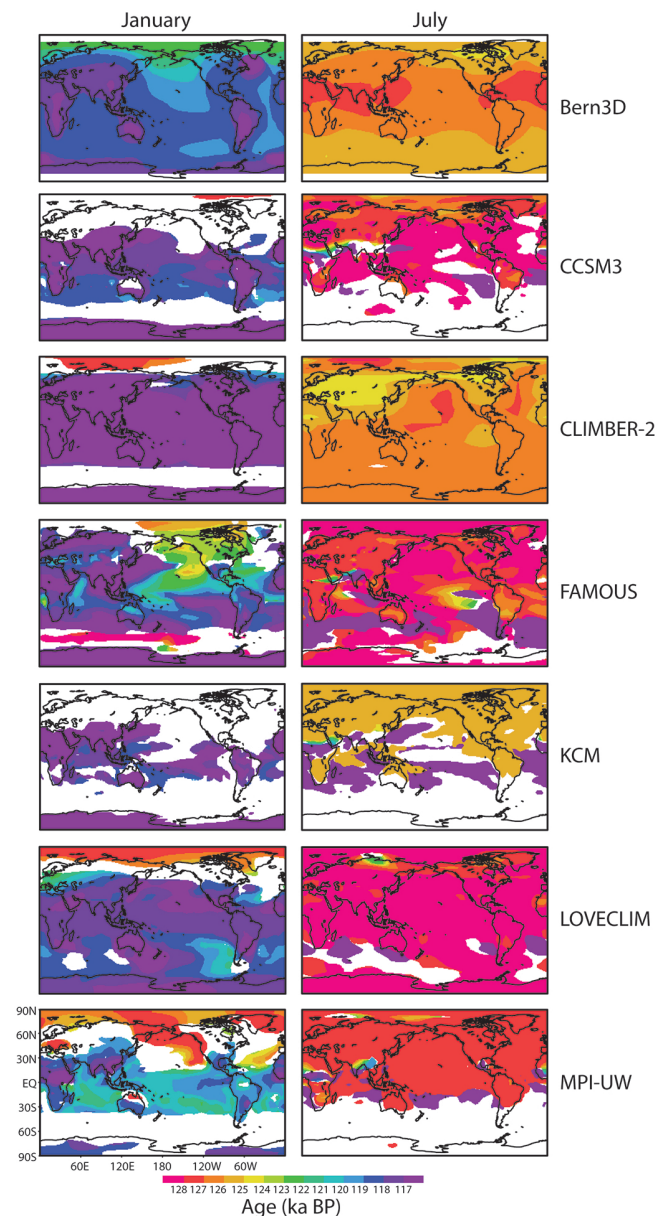 January July
Bern3D
CCSM3
CLIMBER-2
FAMOUS
KCM
LOVECLIM
90N
60N
30N
EQ
30S
60S
90S
MPI-UW
60E 120E 180 120W 60W
128 127 126 125 124 123 122 121 120 119 118 117
Age (ka BP)